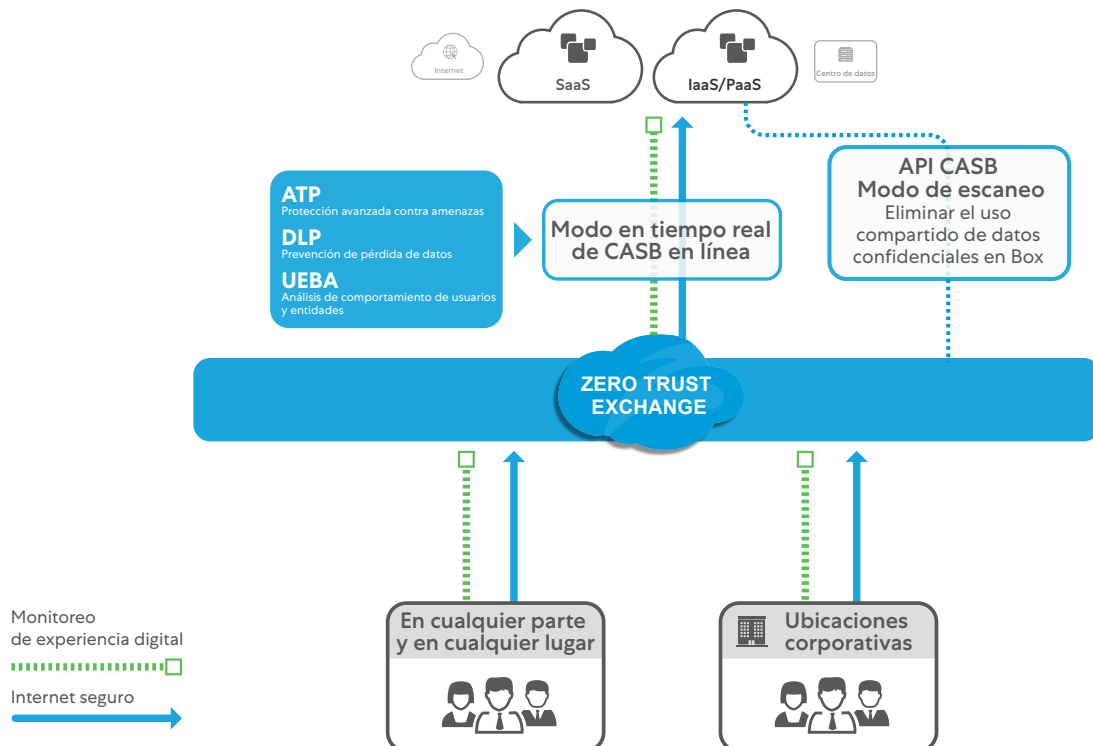 Internet
SaaS
IaaS/PaaS
Centro de datos
ATP
Protección avanzada contra amenazas
DLP
Prevención de pérdida de datos
UEBA
Análisis de comportamiento de usuarios
y entidades
Modo en tiempo real
de CASB en línea
API CASB
Modo de escaneo
Eliminar el uso
compartido de datos
confidenciales en Box
ZERO TRUST
EXCHANGE
En cualquier parte
y en cualquier lugar
Ubicaciones
corporativas
Monitoreo
de experiencia digital
Internet seguro